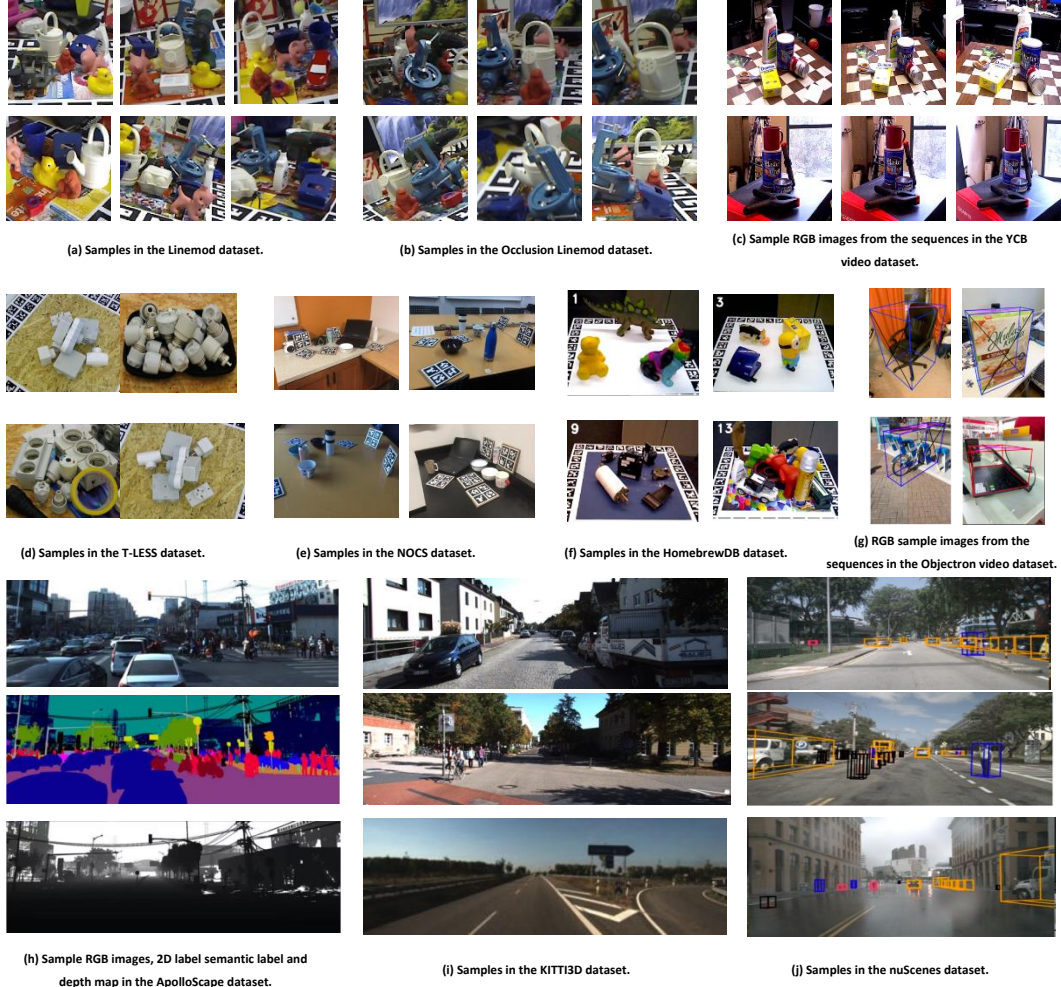 (a) Samples in the Linemod dataset.
(b) Samples in the Occlusion Linemod dataset.
(c) Sample RGB images from the sequences in the YCB
video dataset.
1
3
9
13
(d) Samples in the T-LESS dataset.
(e) Samples in the NOCS dataset.
(f) Samples in the HomebrewDB dataset.
(g) RGB sample images from the
sequences in the Objectron video dataset.
(h) Sample RGB images, 2D label semantic label and
depth map in the ApolloScape dataset.
(i) Samples in the KITTI3D dataset.
(j) Samples in the nuScenes dataset.